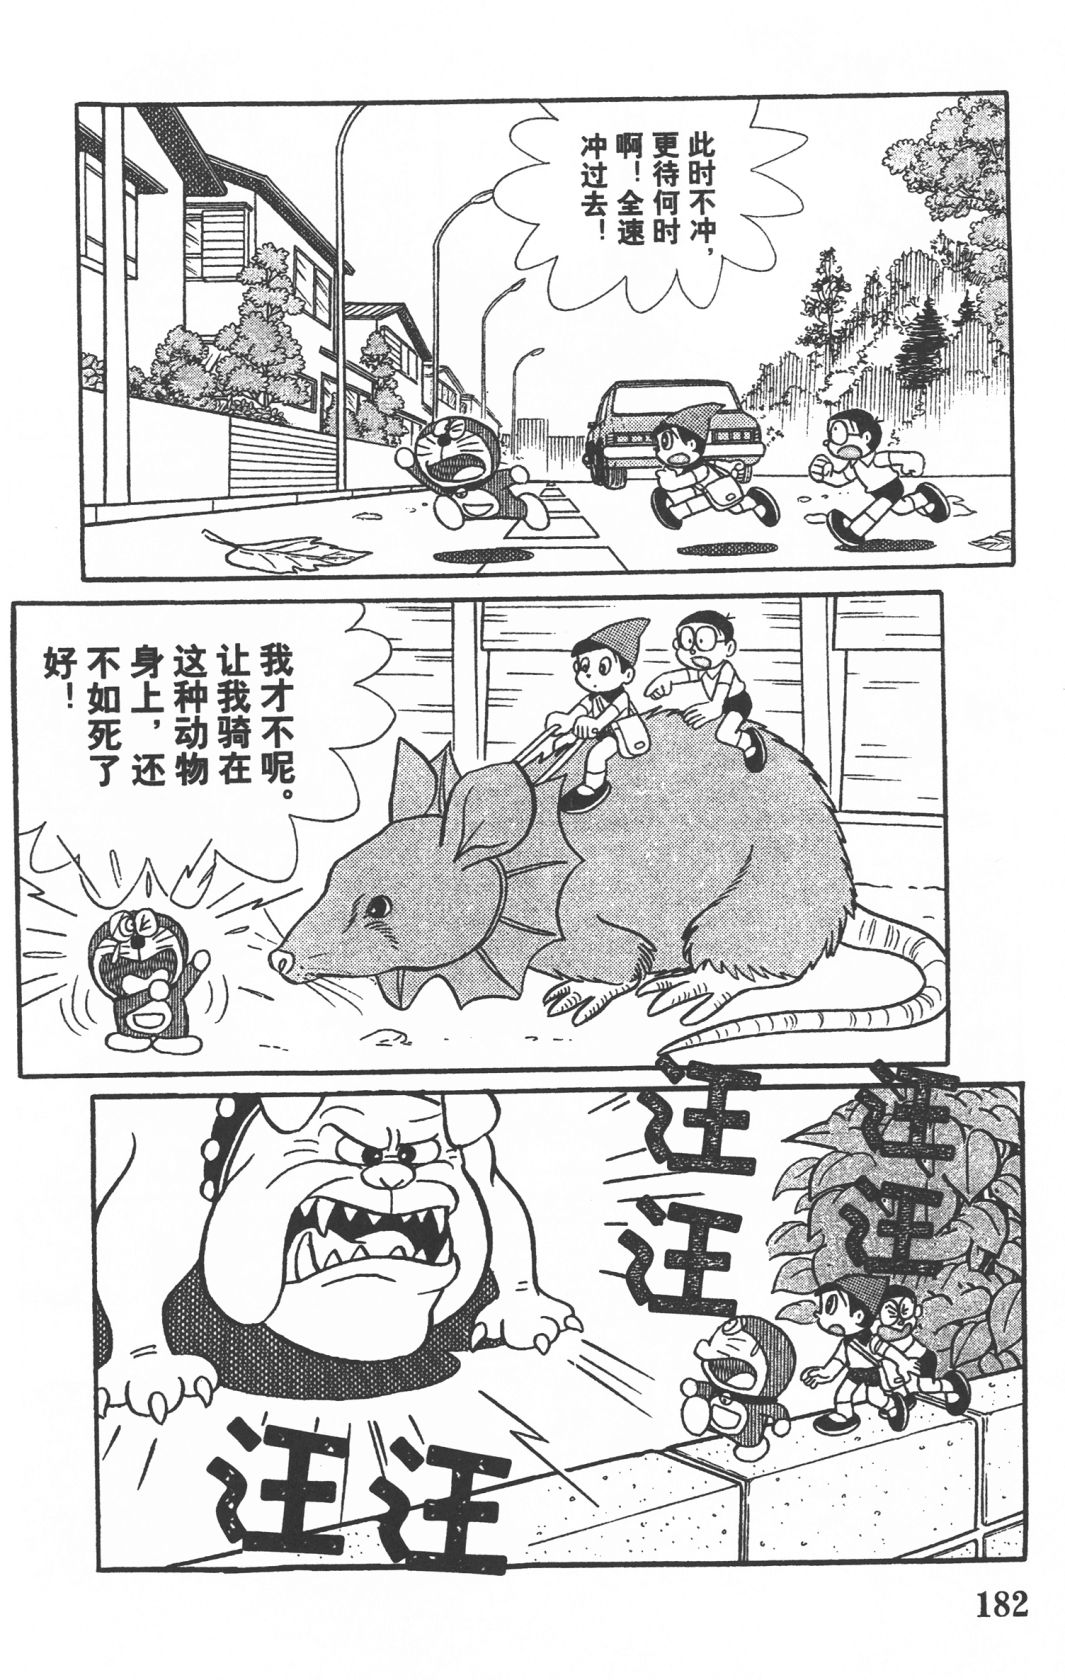 此时不冲，
更待何时
啊！全速
冲过去！
我才不呢。
让我骑在
这种动物
身上，还
不如死了
好！
汪
汪
汪
汪
汪
汪
182